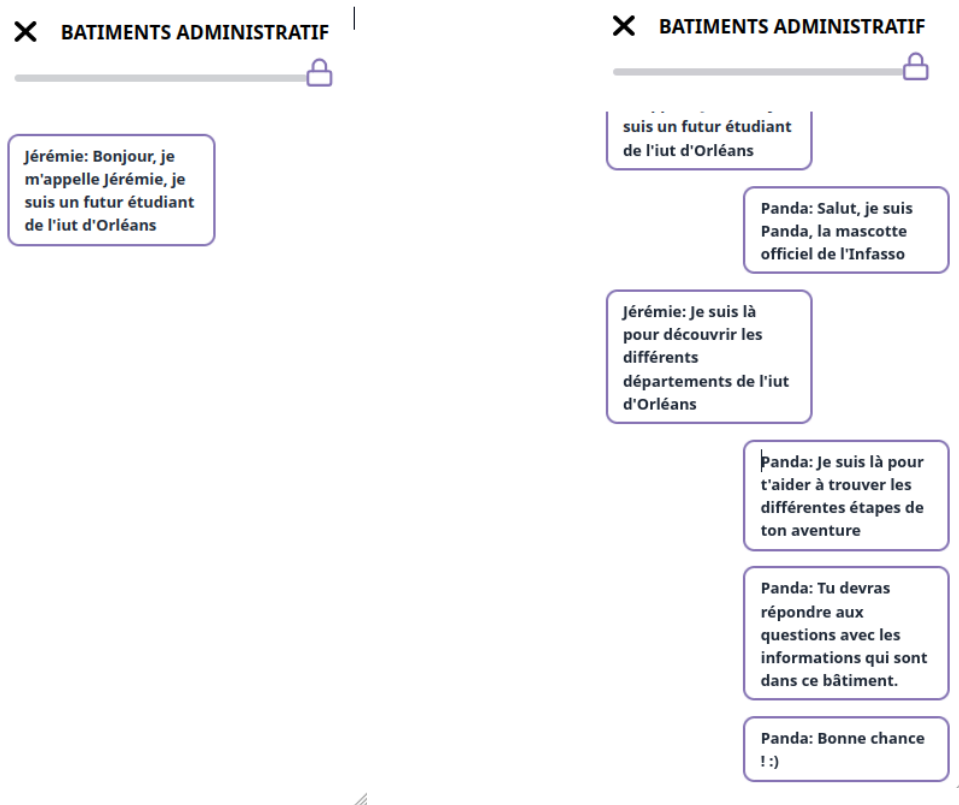 BATIMENTS ADMINISTRATIF
Jérémie: Bonjour, je
m'appelle Jérémie, je
suis un futur étudiant
de l'iut d'Orléans
BATIMENTS ADMINISTRATIF
suis un futur étudiant
de l'iut d'Orléans
Panda: Salut, je suis
Panda, la mascotte
officiel de l'Infasso
Jérémie: Je suis là
pour découvrir les
différents
départements de l'iut
d'Orléans
Panda: Je suis là pour
t'aider à trouver les
différentes étapes de
ton aventure
Panda: Tu devras
répondre aux
questions avec les
informations qui sont
dans ce bâtiment.
Panda: Bonne chance
! :)